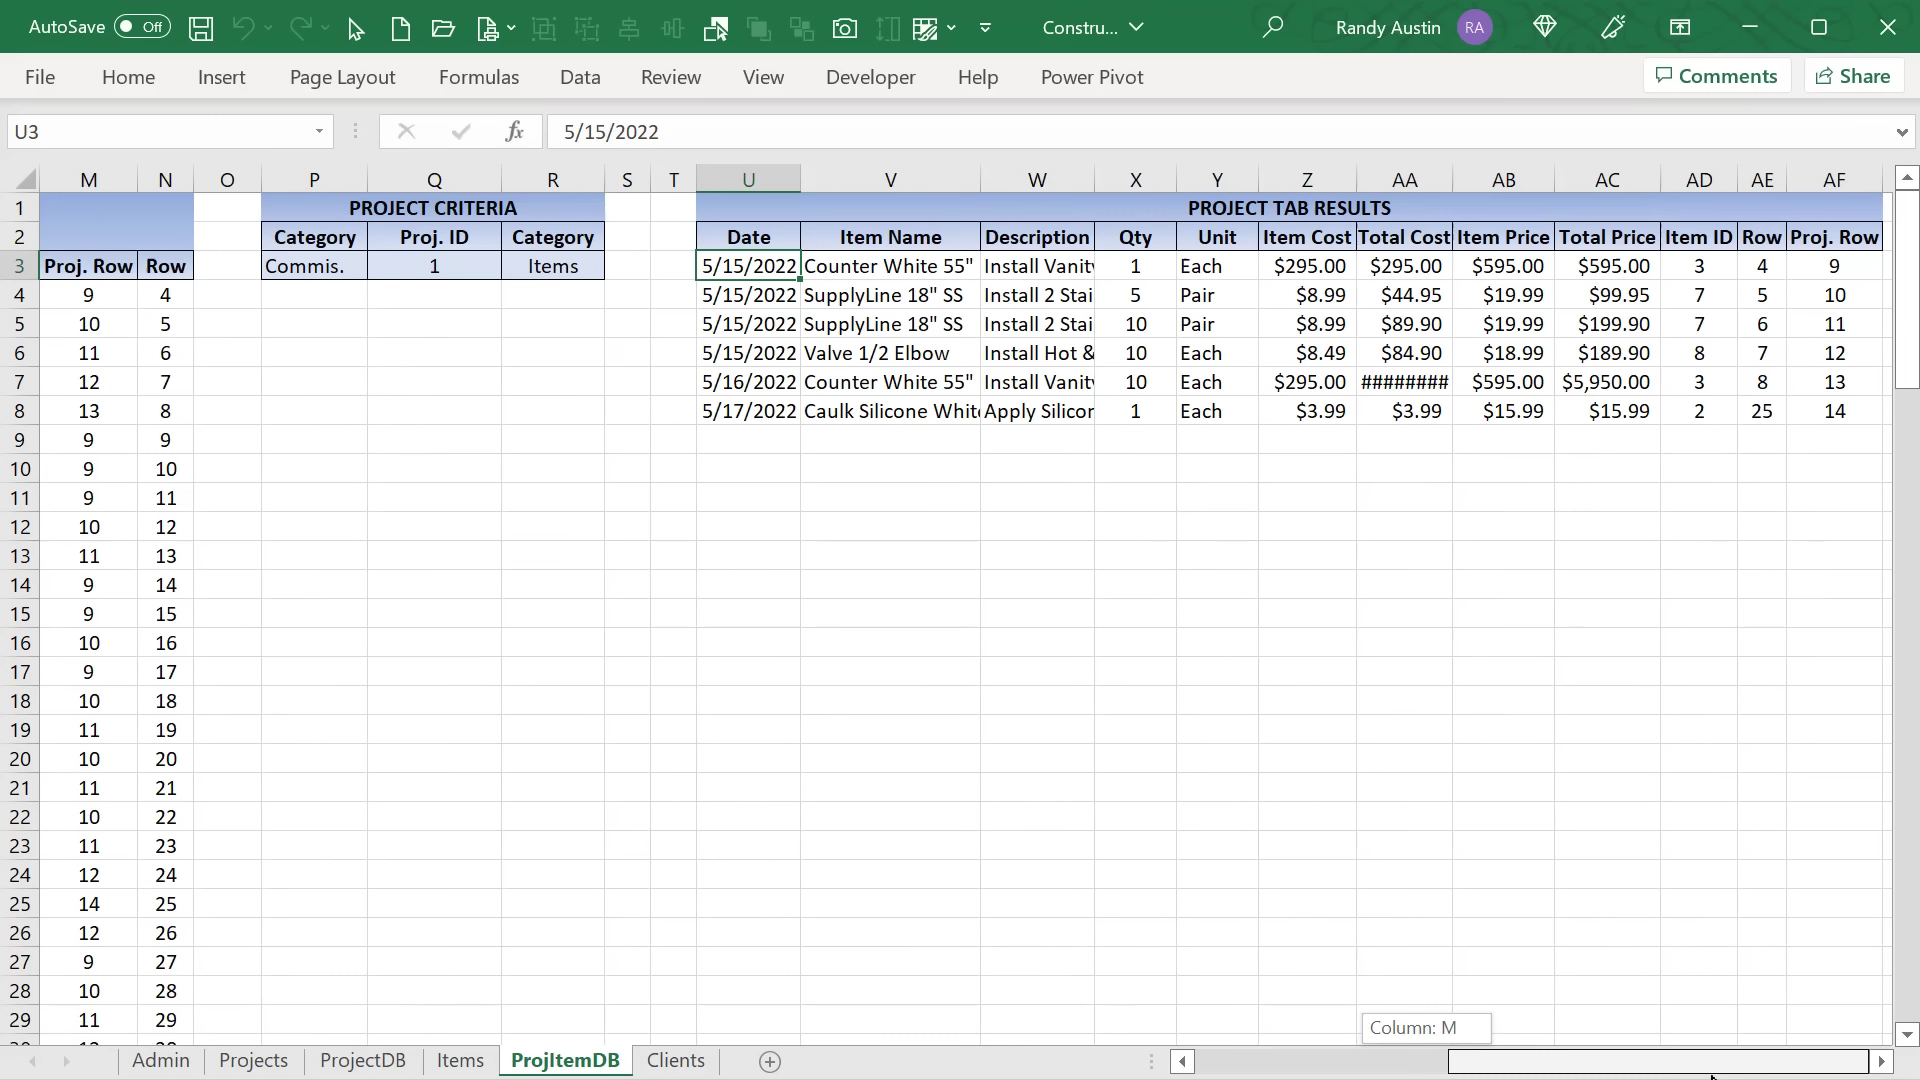 AutoSave Off Constru... Randy Austin RA
File Home Insert Page Layout Formulas Data Review View Developer Help Power Pivot Comments Share
U3 fx 5/15/2022
M N O P Q R S T U V W X Y Z AA AB AC AD AE AF
1 PROJECT CRITERIA PROJECT TAB RESULTS
2 Category Proj. ID Category Date Item Name Description Qty Unit Item Cost Total Cost Item Price Total Price Item ID Row Proj. Row
3 Proj. Row Row Commis. 1 Items 5/15/2022 Counter White 55" Install Vanity 1 Each $295.00 $295.00 $595.00 $595.00 3 4 9
4 9 4 5/15/2022 SupplyLine 18" SS Install 2 Stai 5 Pair $8.99 $44.95 $19.99 $99.95 7 5 10
5 10 5 5/15/2022 SupplyLine 18" SS Install 2 Stai 10 Pair $8.99 $89.90 $19.99 $199.90 7 6 11
6 11 6 5/15/2022 Valve 1/2 Elbow Install Hot & 10 Each $8.49 $84.90 $18.99 $189.90 8 7 12
7 12 7 5/16/2022 Counter White 55" Install Vanity 10 Each $295.00 ######## $595.00 $5,950.00 3 8 13
8 13 8 5/17/2022 Caulk Silicone White Apply Silicon 1 Each $3.99 $3.99 $15.99 $15.99 2 25 14
9 9 9
10 9 10
11 9 11
12 10 12
13 11 13
14 9 14
15 9 15
16 10 16
17 9 17
18 10 18
19 11 19
20 10 20
21 11 21
22 10 22
23 11 23
24 12 24
25 14 25
26 12 26
27 9 27
28 10 28
29 11 29
Column: M
Admin Projects ProjectDB Items ProjItemDB Clients